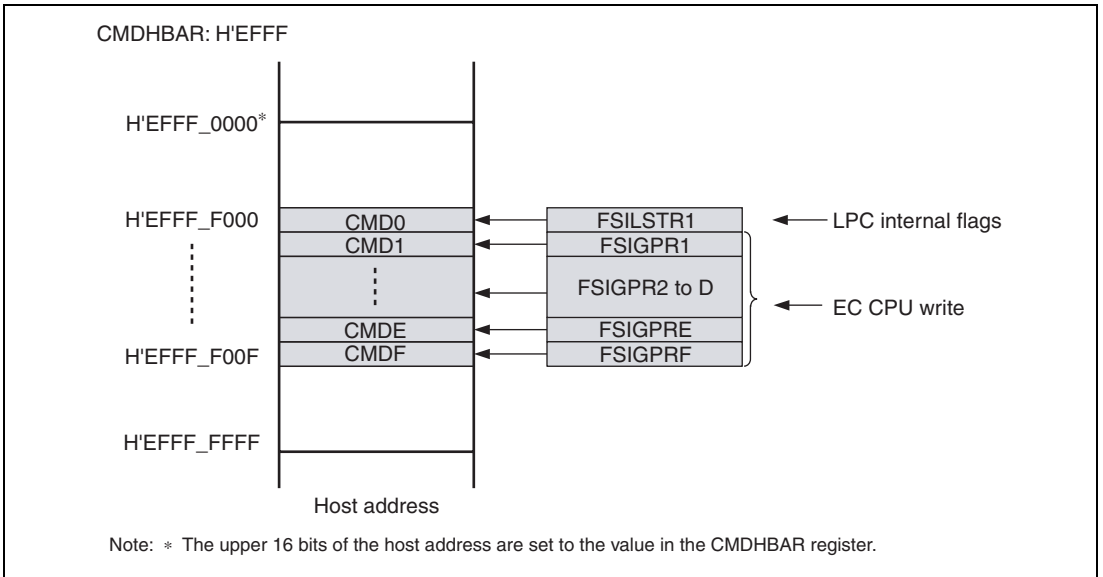 CMDHBAR: H'EFFF
H'EFFF_0000*
H'EFFF_F000
CMD0
FSILSTR1
LPC internal flags
CMD1
FSIGPR1
FSIGPR2 to D
EC CPU write
CMDE
FSIGPRE
H'EFFF_F00F
CMDF
FSIGPRF
H'EFFF_FFFF
Host address
Note: * The upper 16 bits of the host address are set to the value in the CMDHBAR register.